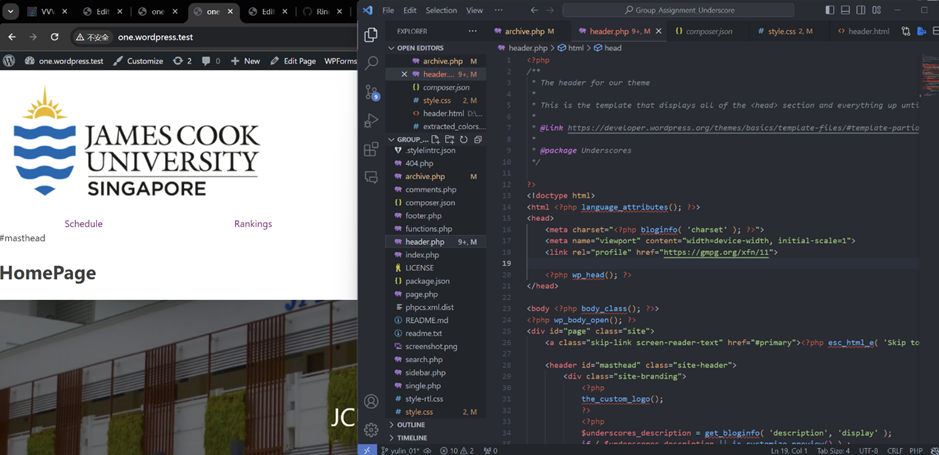 VV
Edit
one
one
Edit
Rin
不安全
one.wordpress.test
one.wordpress.test
Customize
2
0
New
Edit Page
WPForms
JAMES COOK
UNIVERSITY
SINGAPORE
Schedule
Rankings
#masthead
HomePage
JC
File
Edit
Selection
View
Group_Assignment_Underscore
EXPLORER
OPEN EDITORS
archive.php M
header.... 9+, M
composer.json
style.css 2, M
header.html D:\...
extracted_colors...
GROUP_...
.stylelintrc.json
404.php
archive.php M
comments.php
composer.json
footer.php
functions.php
header.php 9+, M
index.php
LICENSE
package.json
page.php
phpcs.xml.dist
README.md
readme.txt
screenshot.png
search.php
sidebar.php
single.php
style-rtl.css
style.css 2, M
OUTLINE
TIMELINE
archive.php M
header.php 9+, M
composer.json
style.css 2, M
header.html
header.php > html > head
1 <?php
2 /**
3 * The header for our theme
4 *
5 * This is the template that displays all of the <head> section and everything up unti
6 *
7 * @link https://developer.wordpress.org/themes/basics/template-files/#template-partia
8 *
9 * @package Underscores
10 */
11
12 ?>
13 <!doctype html>
14 <html <?php language_attributes(); ?>>
15 <head>
16 <meta charset="<?php bloginfo( 'charset' ); ?>">
17 <meta name="viewport" content="width=device-width, initial-scale=1">
18 <link rel="profile" href="https://gmpg.org/xfn/11">
19
20 <?php wp_head(); ?>
21 </head>
22
23 <body <?php body_class(); ?>>
24 <?php wp_body_open(); ?>
25 <div id="page" class="site">
26 <a class="skip-link screen-reader-text" href="#primary"><?php esc_html_e( 'Skip to
27
28 <header id="masthead" class="site-header">
29 <div class="site-branding">
30 <?php
31 the_custom_logo();
32 ?>
33 <?php
34 $underscores_description = get_bloginfo( 'description', 'display' );
yulin_01*
10
2
0
Ln 19, Col 1
Tab Size: 4
UTF-8
CRLF
PHP